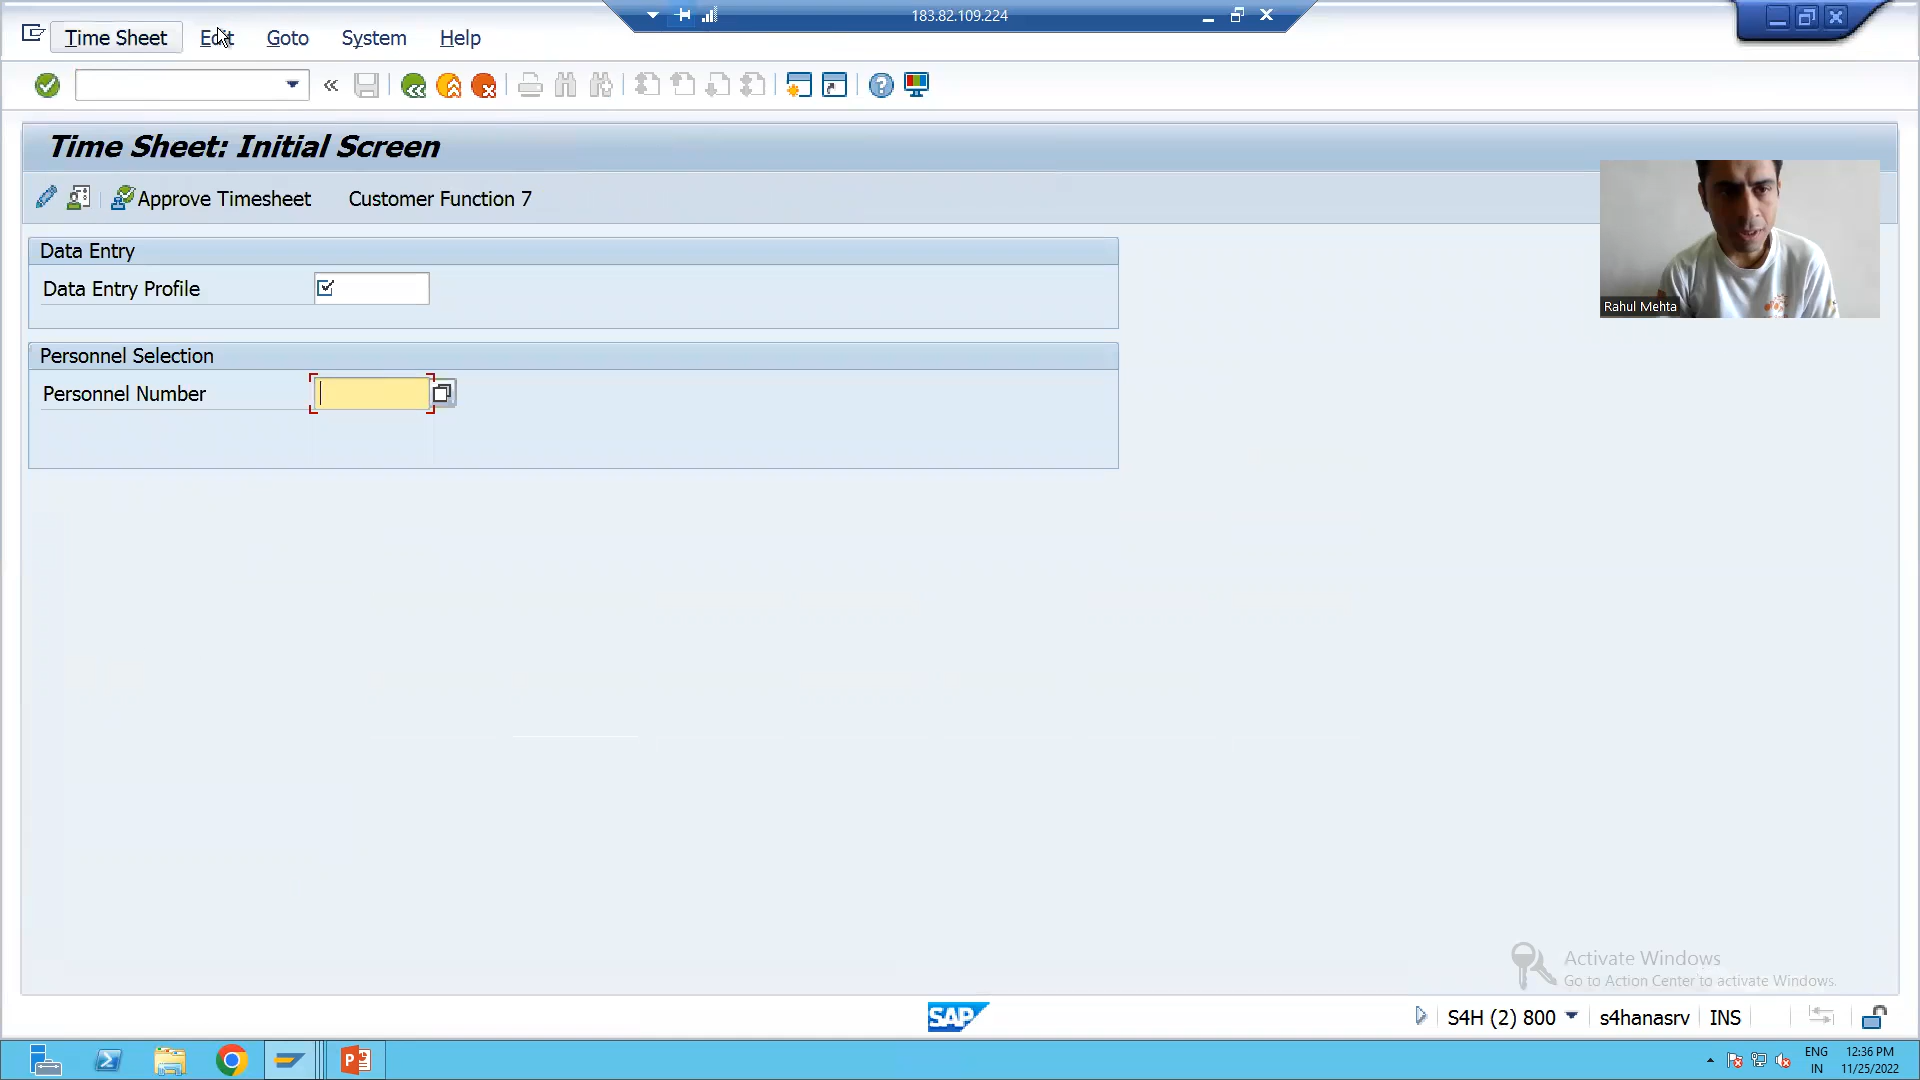 183.82.109.224
Time Sheet Edit Goto System Help
Time Sheet: Initial Screen
Approve Timesheet Customer Function 7
Data Entry
Data Entry Profile
Personnel Selection
Personnel Number
Rahul Mehta
Activate Windows
Go to Action Center to activate Windows.
SAP
S4H (2) 800 s4hanasrv INS
ENG 12:36 PM
IN 11/25/2022